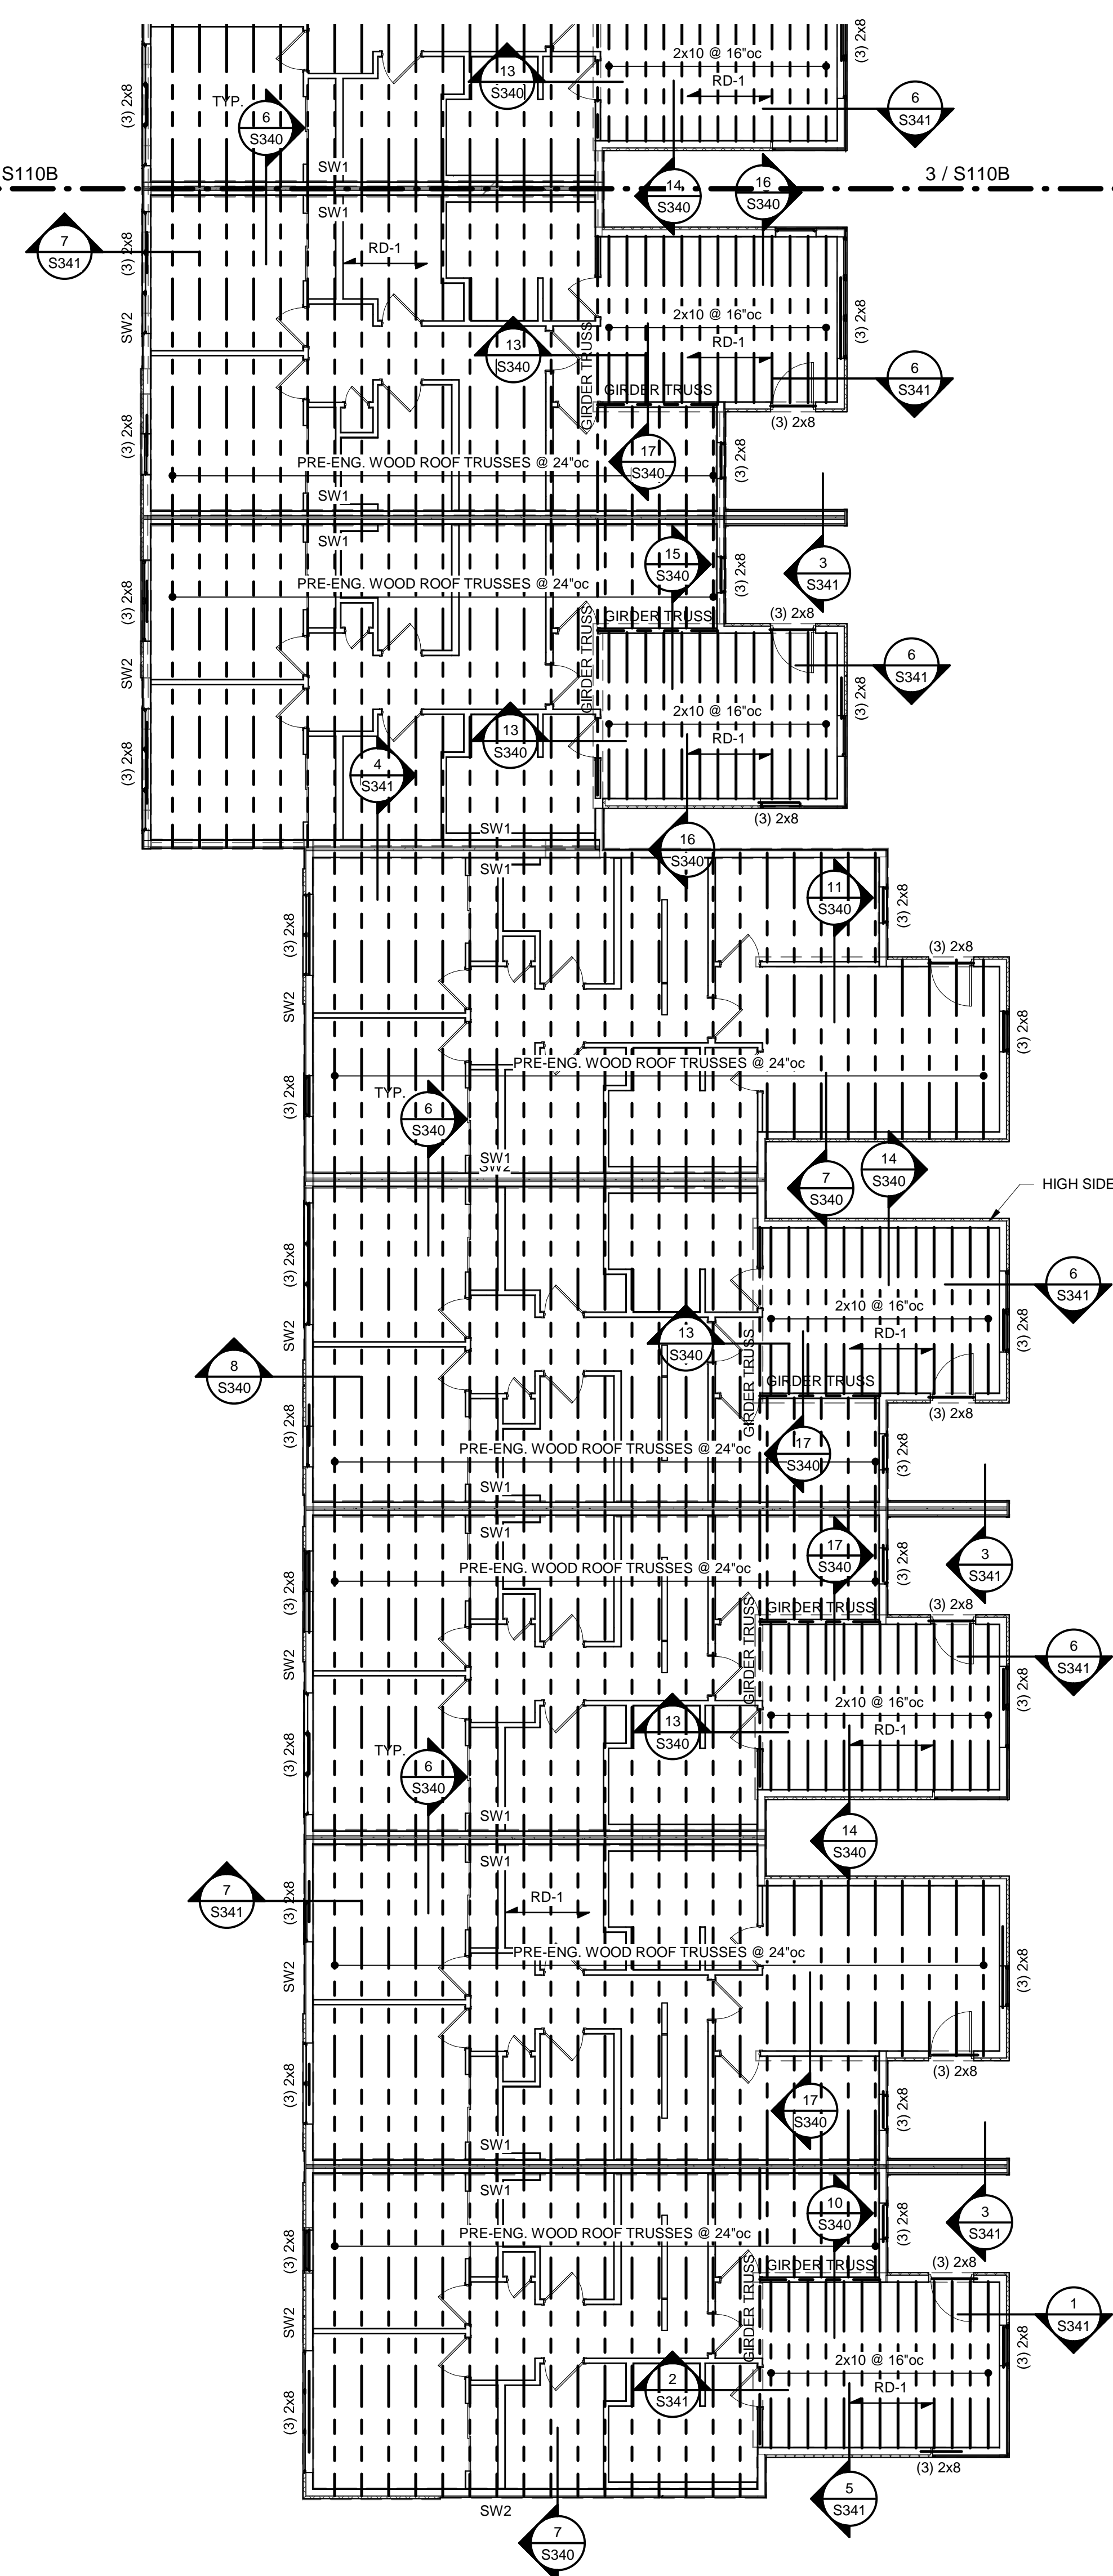 (3) 2x8
2x10 @ 16"oc
13
S340
RD-1
(3) 2x8
TYP.
6
S340
6
S341
SW1
S110B
3 / S110B
14
S340
16
S340
SW1
7
S341
(3) 2x8
RD-1
(3) 2x8
2x10 @ 16"oc
SW2
13
S340
RD-1
GIRDER TRUSS
6
S341
GIRDER TRUSS
(3) 2x8
(3) 2x8
17
S340
(3) 2x8
PRE-ENG. WOOD ROOF TRUSSES @ 24"oc
SW1
SW1
15
S340
(3) 2x8
3
S341
PRE-ENG. WOOD ROOF TRUSSES @ 24"oc
(3) 2x8
GIRDER TRUSS
(3) 2x8
GIRDER TRUSS
SW2
6
S341
2x10 @ 16"oc
(3) 2x8
13
S340
RD-1
(3) 2x8
4
S341
(3) 2x8
SW1
16
S340
SW1
11
S340
(3) 2x8
(3) 2x8
(3) 2x8
SW2
(3) 2x8
PRE-ENG. WOOD ROOF TRUSSES @ 24"oc
TYP.
(3) 2x8
6
S340
SW1
SW2
14
S340
7
S340
HIGH SIDE
(3) 2x8
6
S341
2x10 @ 16"oc
SW2
13
S340
RD-1
(3) 2x8
8
S340
GIRDER TRUSS
GIRDER TRUSS
(3) 2x8
(3) 2x8
PRE-ENG. WOOD ROOF TRUSSES @ 24"oc
17
S340
(3) 2x8
SW1
SW1
17
S340
(3) 2x8
3
S341
PRE-ENG. WOOD ROOF TRUSSES @ 24"oc
(3) 2x8
GIRDER TRUSS
(3) 2x8
GIRDER TRUSS
SW2
6
S341
(3) 2x8
2x10 @ 16"oc
13
S340
RD-1
(3) 2x8
TYP.
6
S340
SW1
14
S340
SW1
7
S341
(3) 2x8
RD-1
PRE-ENG. WOOD ROOF TRUSSES @ 24"oc
(3) 2x8
SW2
(3) 2x8
(3) 2x8
17
S340
(3) 2x8
SW1
SW1
10
S340
(3) 2x8
3
S341
PRE-ENG. WOOD ROOF TRUSSES @ 24"oc
(3) 2x8
GIRDER TRUSS
(3) 2x8
GIRDER TRUSS
SW2
1
S341
(3) 2x8
2x10 @ 16"oc
2
S341
RD-1
(3) 2x8
(3) 2x8
5
S341
SW2
7
S340